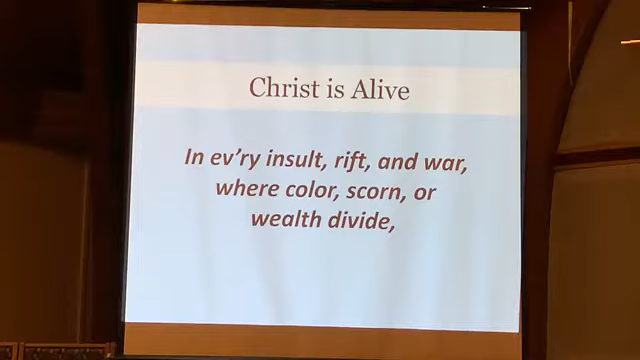 Christ is Alive
In ev’ry insult, rift, and war,
where color, scorn, or
wealth divide,